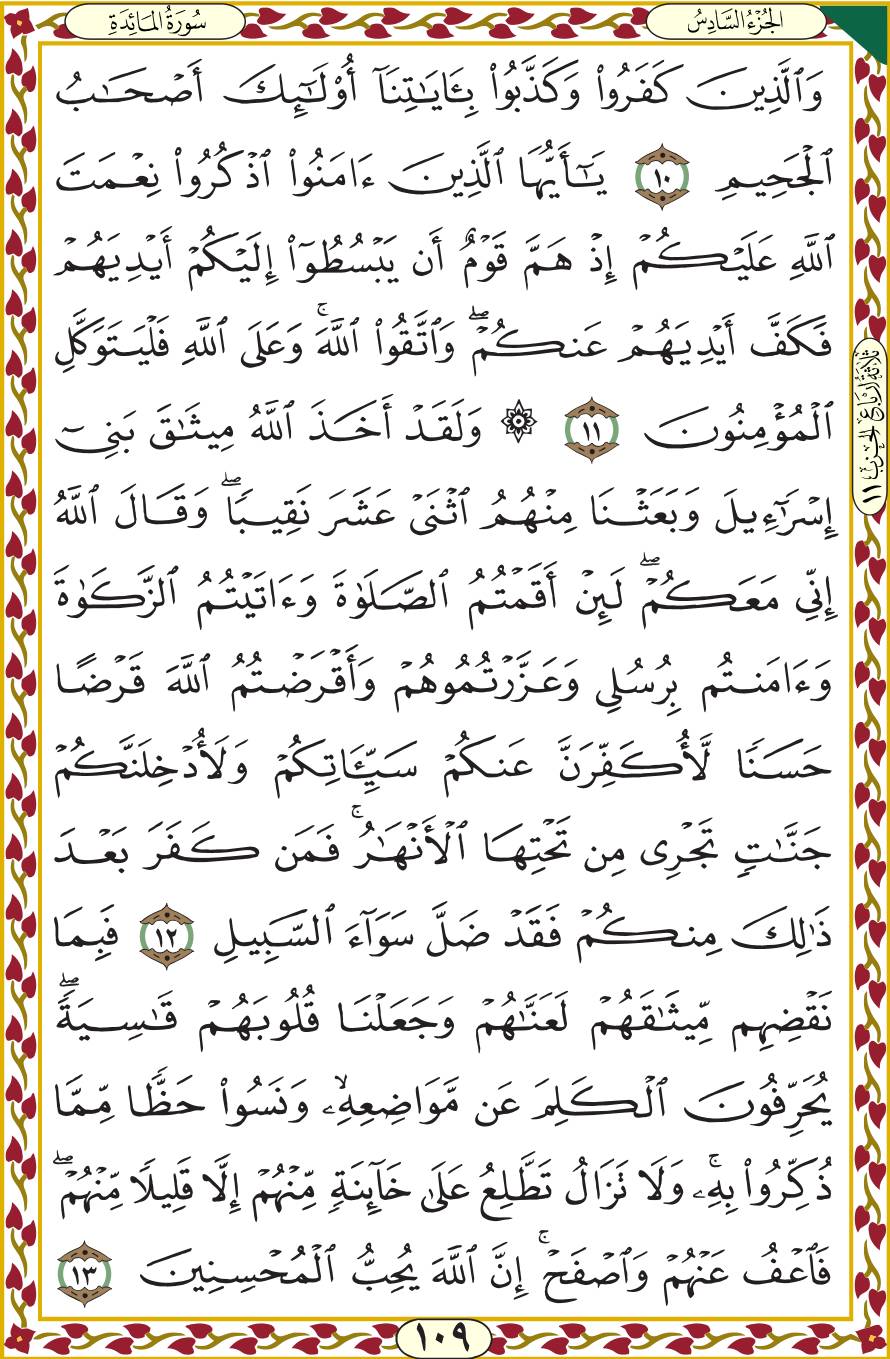 الجُزْءُ السَّادِسُ
سُورَةُ المَائِدَةِ
وَٱلَّذِينَ كَفَرُوا۟ وَكَذَّبُوا۟ بِـَٔايَـٰتِنَآ أُو۟لَـٰٓئِكَ أَصْحَـٰبُ
ٱلْجَحِيمِ ١٠ يَـٰٓأَيُّهَا ٱلَّذِينَ ءَامَنُوا۟ ٱذْكُرُوا۟ نِعْمَتَ
ٱللَّهِ عَلَيْكُمْ إِذْ هَمَّ قَوْمٌ أَن يَبْسُطُوٓا۟ إِلَيْكُمْ أَيْدِيَهُمْ
فَكَفَّ أَيْدِيَهُمْ عَنكُمْ ۖ وَٱتَّقُوا۟ ٱللَّهَ ۚ وَعَلَى ٱللَّهِ فَلْيَتَوَكَّلِ
ٱلْمُؤْمِنُونَ ١١ ۞ وَلَقَدْ أَخَذَ ٱللَّهُ مِيثَـٰقَ بَنِىٓ
إِسْرَٰٓءِيلَ وَبَعَثْنَا مِنْهُمُ ٱثْنَىْ عَشَرَ نَقِيبًا ۖ وَقَالَ ٱللَّهُ
إِنِّى مَعَكُمْ ۖ لَئِنْ أَقَمْتُمُ ٱلصَّلَوٰةَ وَءَاتَيْتُمُ ٱلزَّكَوٰةَ
وَءَامَنتُم بِرُسُلِى وَعَزَّرْتُمُوهُمْ وَأَقْرَضْتُمُ ٱللَّهَ قَرْضًا
حَسَنًا لَّأُكَفِّرَنَّ عَنكُمْ سَيِّـَٔاتِكُمْ وَلَأُدْخِلَنَّكُمْ
جَنَّـٰتٍ تَجْرِى مِن تَحْتِهَا ٱلْأَنْهَـٰرُ ۚ فَمَن كَفَرَ بَعْدَ
ذَٰلِكَ مِنكُمْ فَقَدْ ضَلَّ سَوَآءَ ٱلسَّبِيلِ ١٢ فَبِمَا
نَقْضِهِم مِّيثَـٰقَهُمْ لَعَنَّـٰهُمْ وَجَعَلْنَا قُلُوبَهُمْ قَـٰسِيَةً ۖ
يُحَرِّفُونَ ٱلْكَلِمَ عَن مَّوَاضِعِهِۦ ۙ وَنَسُوا۟ حَظًّا مِّمَّا
ذُكِّرُوا۟ بِهِۦ ۚ وَلَا تَزَالُ تَطَّلِعُ عَلَىٰ خَآئِنَةٍ مِّنْهُمْ إِلَّا قَلِيلًا مِّنْهُمْ ۖ
فَٱعْفُ عَنْهُمْ وَٱصْفَحْ ۚ إِنَّ ٱللَّهَ يُحِبُّ ٱلْمُحْسِنِينَ ١٣
ثَلَاثَةُ أَرْبَاعِ الحِزْبِ ١١
١٠٩